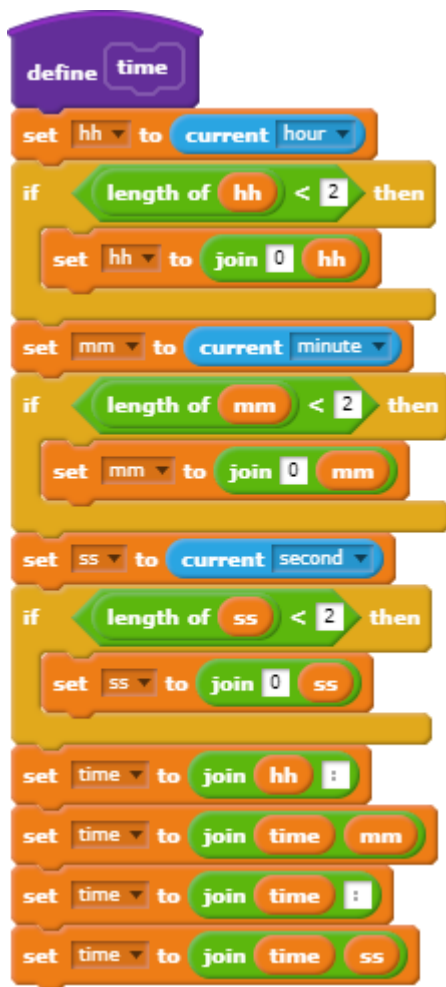 define time
set hh to current hour
if length of hh < 2 then
set hh to join 0 hh
set mm to current minute
if length of mm < 2 then
set mm to join 0 mm
set ss to current second
if length of ss < 2 then
set ss to join 0 ss
set time to join hh :
set time to join time mm
set time to join time :
set time to join time ss